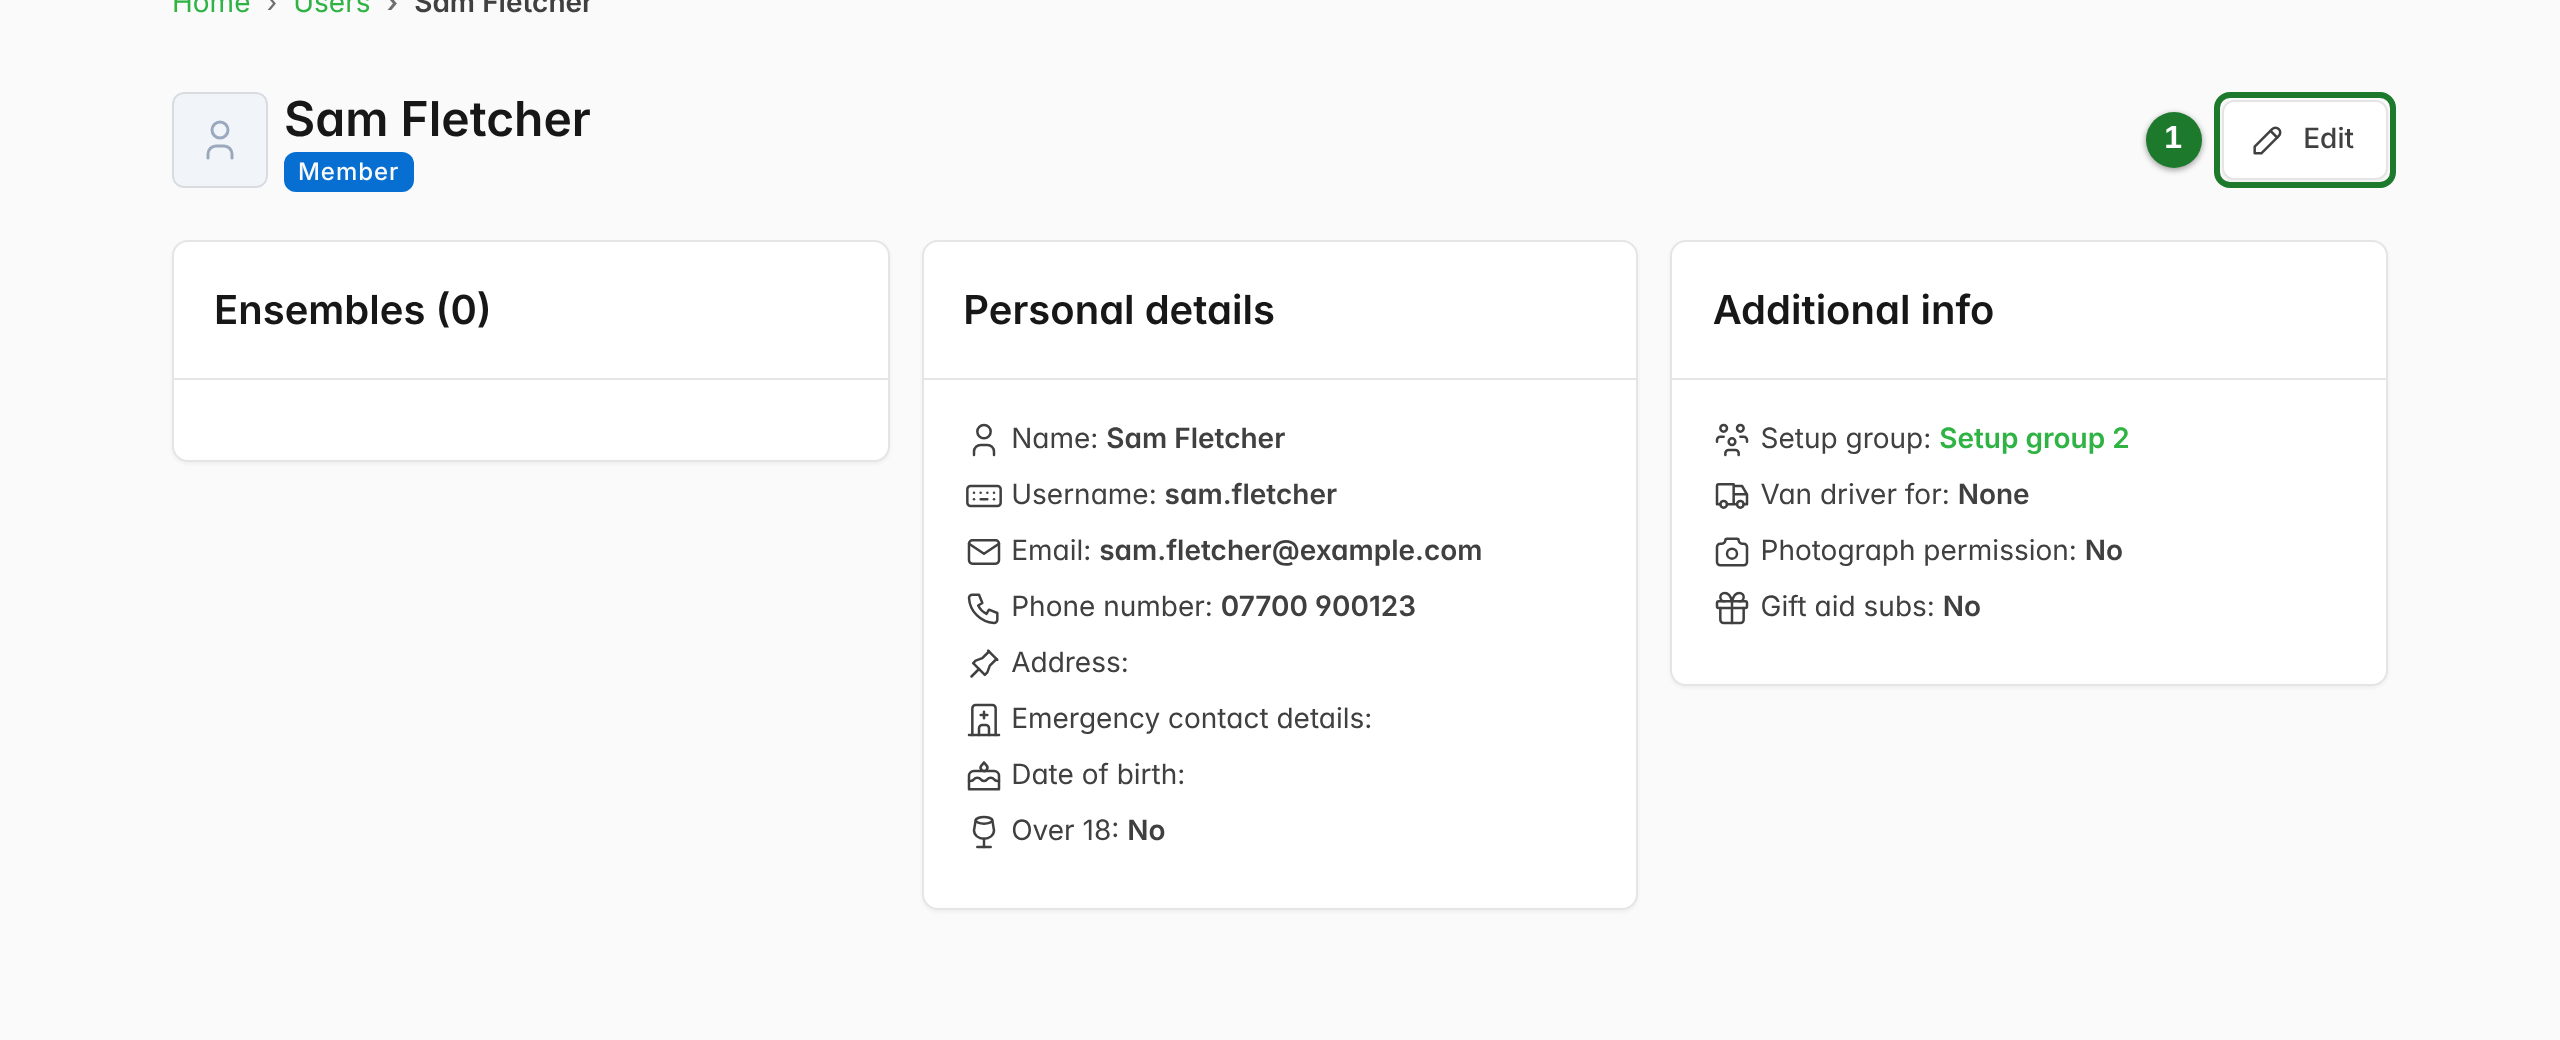 Home › Users › Sam Fletcher
Sam Fletcher
Member
1
Edit
Ensembles (0)
Personal details
Name: Sam Fletcher
Username: sam.fletcher
Email: sam.fletcher@example.com
Phone number: 07700 900123
Address:
Emergency contact details:
Date of birth:
Over 18: No
Additional info
Setup group: Setup group 2
Van driver for: None
Photograph permission: No
Gift aid subs: No